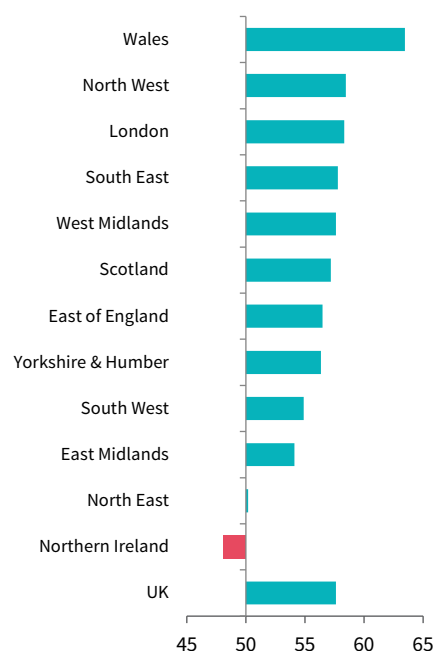 Wales
North West
London
South East
West Midlands
Scotland
East of England
Yorkshire & Humber
South West
East Midlands
North East
Northern Ireland
UK
45 50 55 60 65